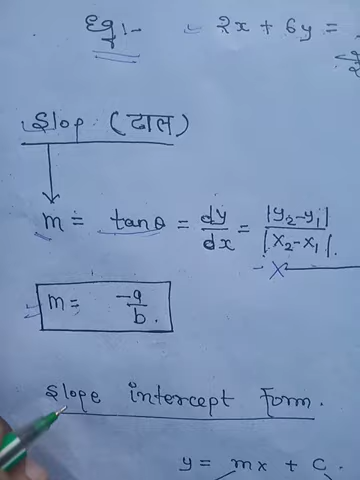 Eg:- 2x + 6y =
Slop (ढाल)
m = tanθ = dy/dx = |y₂-y₁|/|x₂-x₁|.
m = -a/b.
Slope intercept form.
y = mx + c.